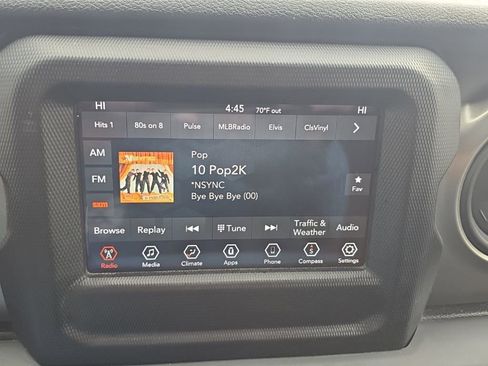 HI 4:45 70°F out HI
Hits 1 80s on 8 Pulse MLBRadio Elvis ClsVinyl
AM
FM
sxm
Pop
10 Pop2K
*NSYNC
Bye Bye Bye (00)
Fav
Browse Replay Tune Traffic & Weather Audio
Radio Media Climate Apps Phone Compass Settings